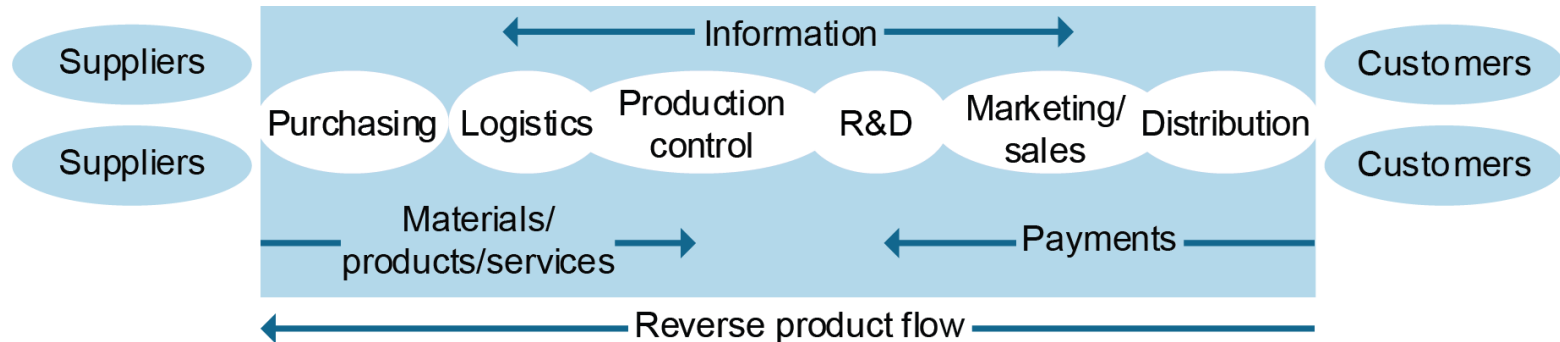 Information
Suppliers
Customers
Suppliers
Customers
Purchasing
Logistics
Production
control
R&D
Marketing/
sales
Distribution
Materials/
products/services
Payments
Reverse product flow